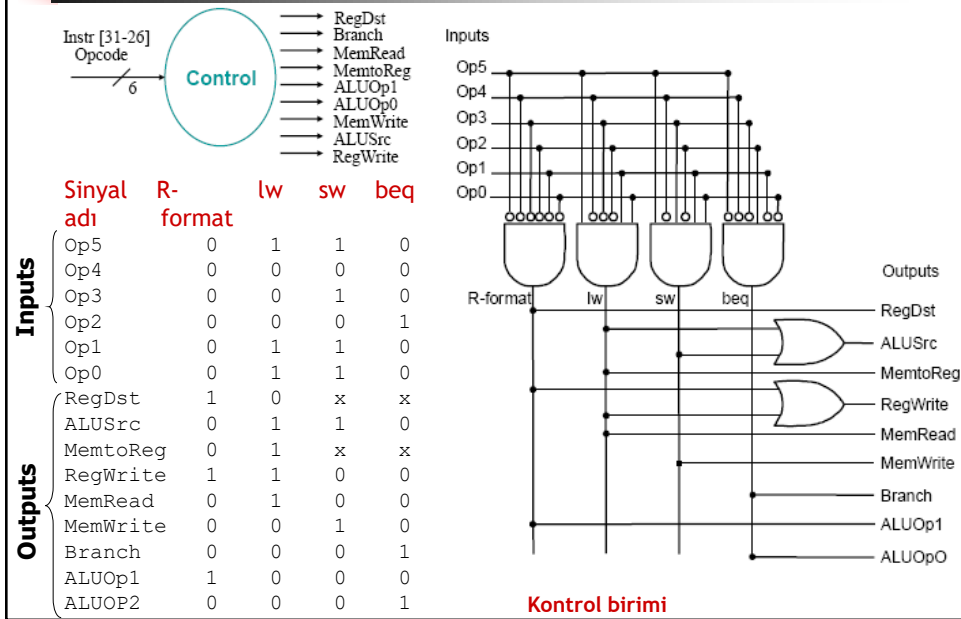 Instr [31-26]
Opcode
6
Control
RegDst
Branch
MemRead
MemtoReg
ALUOp1
ALUOp0
MemWrite
ALUSrc
RegWrite
Sinyal adı R-format lw sw beq
Inputs
Op5 0 1 1 0
Op4 0 0 0 0
Op3 0 0 1 0
Op2 0 0 0 1
Op1 0 1 1 0
Op0 0 1 1 0
Outputs
RegDst 1 0 x x
ALUSrc 0 1 1 0
MemtoReg 0 1 x x
RegWrite 1 1 0 0
MemRead 0 1 0 0
MemWrite 0 0 1 0
Branch 0 0 0 1
ALUOp1 1 0 0 0
ALUOP2 0 0 0 1
Inputs
Op5
Op4
Op3
Op2
Op1
Op0
R-format lw sw beq
Outputs
RegDst
ALUSrc
MemtoReg
RegWrite
MemRead
MemWrite
Branch
ALUOp1
ALUOpO
Kontrol birimi